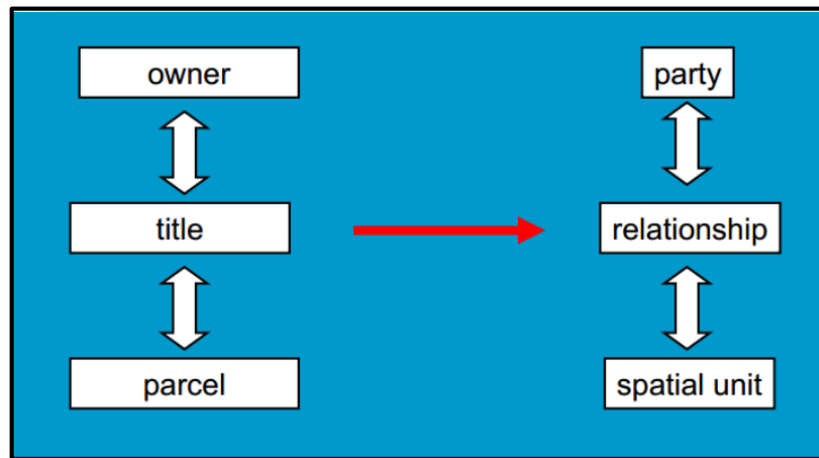 owner
title
parcel
party
relationship
spatial unit